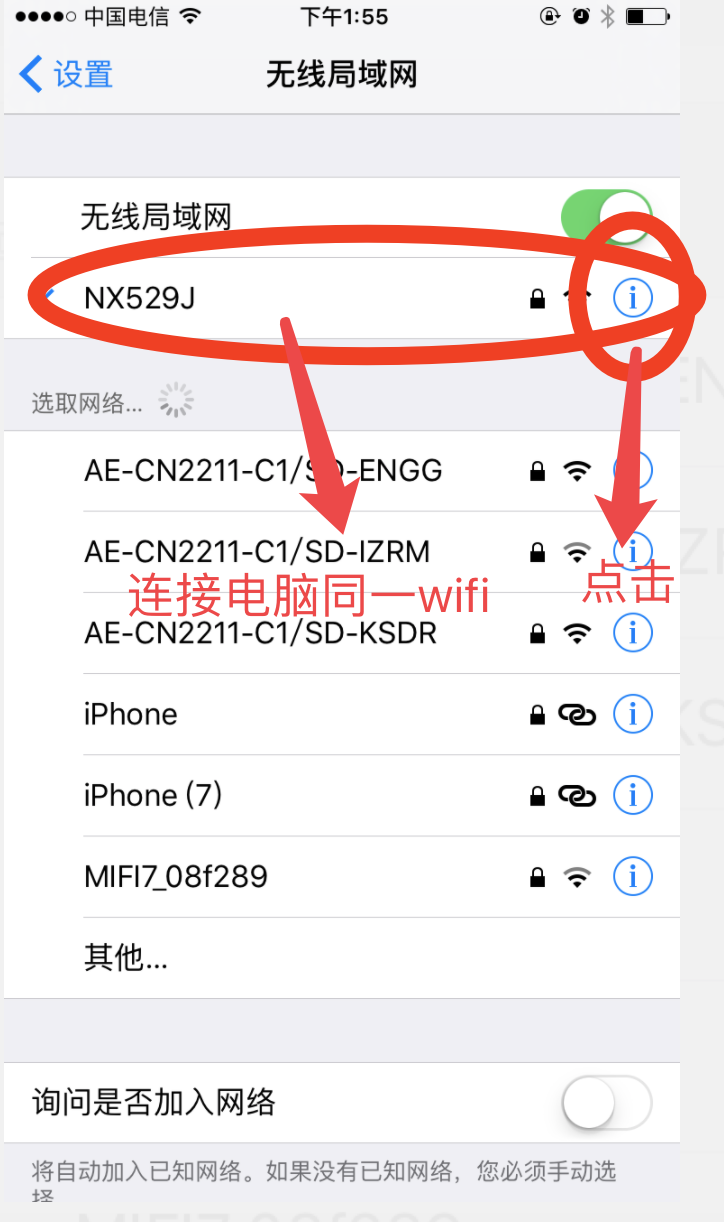 中国电信 下午1:55
设置 无线局域网
无线局域网
NX529J
选取网络...
AE-CN2211-C1/SD-ENGG
AE-CN2211-C1/SD-IZRM
连接电脑同一wifi 点击
AE-CN2211-C1/SD-KSDR
iPhone
iPhone (7)
MIFI7_08f289
其他...
询问是否加入网络
将自动加入已知网络。如果没有已知网络，您必须手动选
择